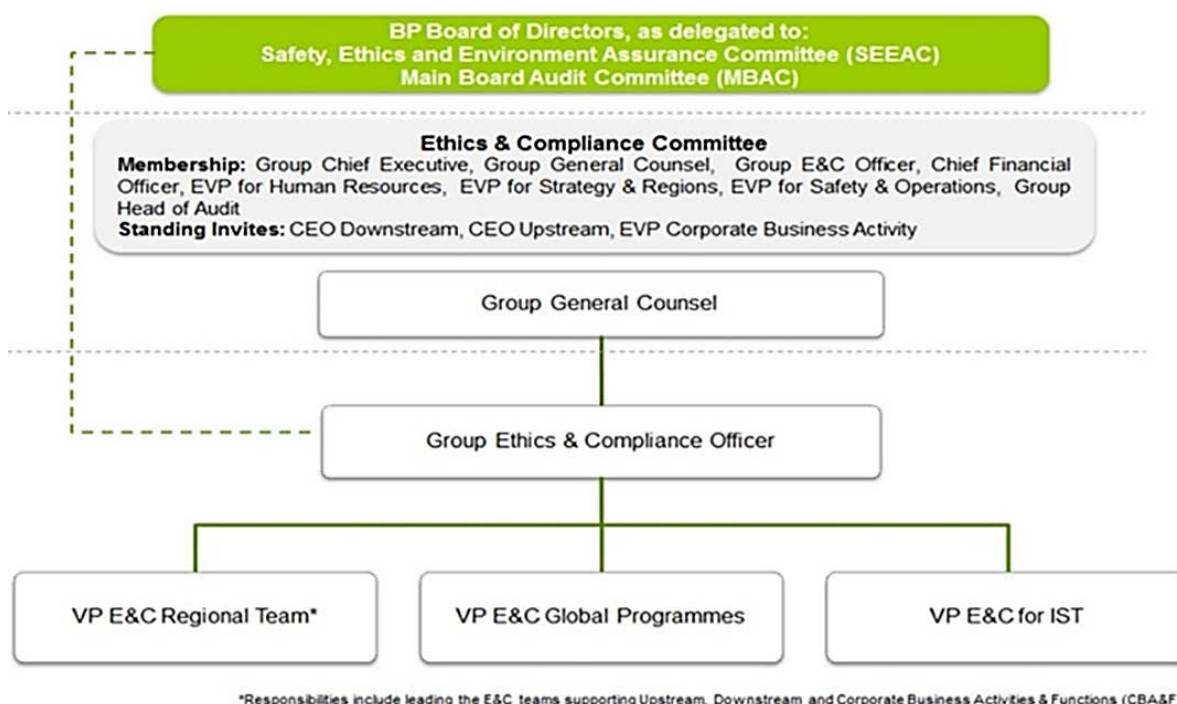 BP Board of Directors, as delegated to:
Safety, Ethics and Environment Assurance Committee (SEEAC)
Main Board Audit Committee (MBAC)
Ethics & Compliance Committee
Membership: Group Chief Executive, Group General Counsel, Group E&C Officer, Chief Financial
Officer, EVP for Human Resources, EVP for Strategy & Regions, EVP for Safety & Operations, Group
Head of Audit
Standing Invites: CEO Downstream, CEO Upstream, EVP Corporate Business Activity
Group General Counsel
Group Ethics & Compliance Officer
VP E&C Regional Team*
VP E&C Global Programmes
VP E&C for IST
*Responsibilities include leading the E&C teams supporting Upstream, Downstream and Corporate Business Activities & Functions (CBA&F